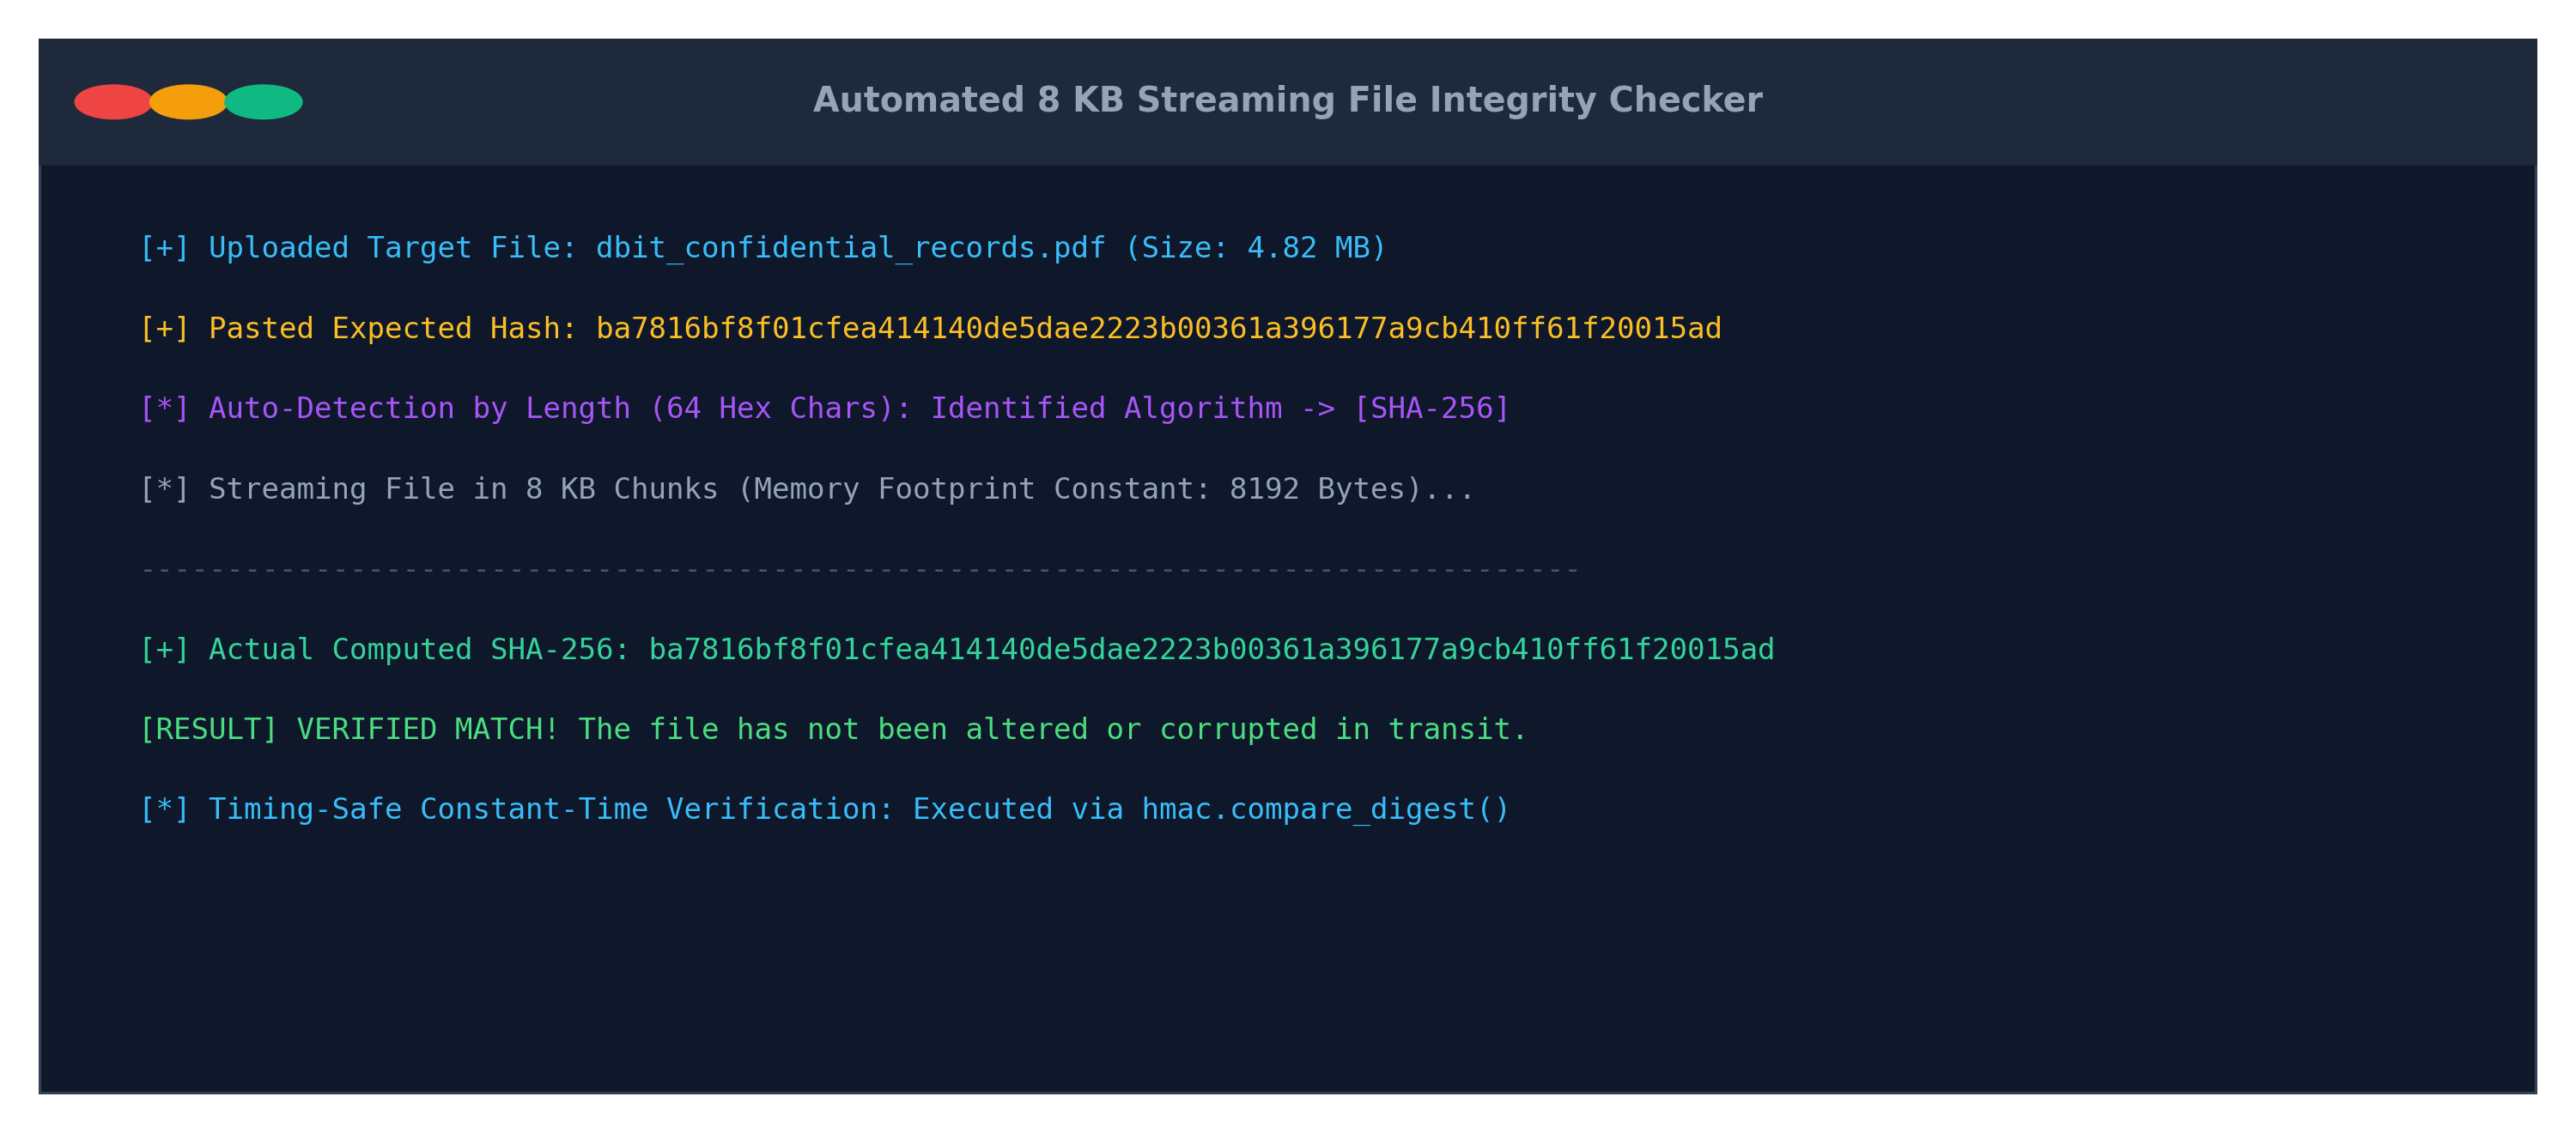 Automated 8 KB Streaming File Integrity Checker
[+] Uploaded Target File: dbit_confidential_records.pdf (Size: 4.82 MB)
[+] Pasted Expected Hash: ba7816bf8f01cfea414140de5dae2223b00361a396177a9cb410ff61f20015ad
[*] Auto-Detection by Length (64 Hex Chars): Identified Algorithm -> [SHA-256]
[*] Streaming File in 8 KB Chunks (Memory Footprint Constant: 8192 Bytes)...
----------------------------------------------------------------------------------
[+] Actual Computed SHA-256: ba7816bf8f01cfea414140de5dae2223b00361a396177a9cb410ff61f20015ad
[RESULT] VERIFIED MATCH! The file has not been altered or corrupted in transit.
[*] Timing-Safe Constant-Time Verification: Executed via hmac.compare_digest()